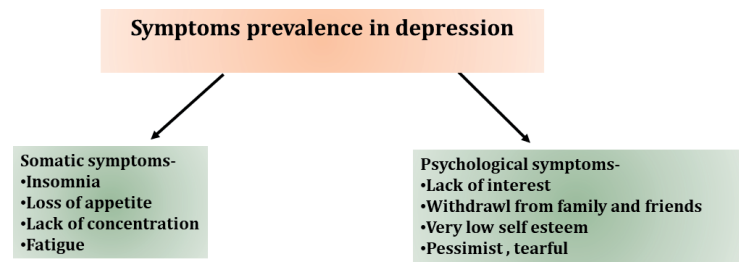 Symptoms prevalence in depression
Somatic symptoms-
•Insomnia
•Loss of appetite
•Lack of concentration
•Fatigue
Psychological symptoms-
•Lack of interest
•Withdrawl from family and friends
•Very low self esteem
•Pessimist , tearful